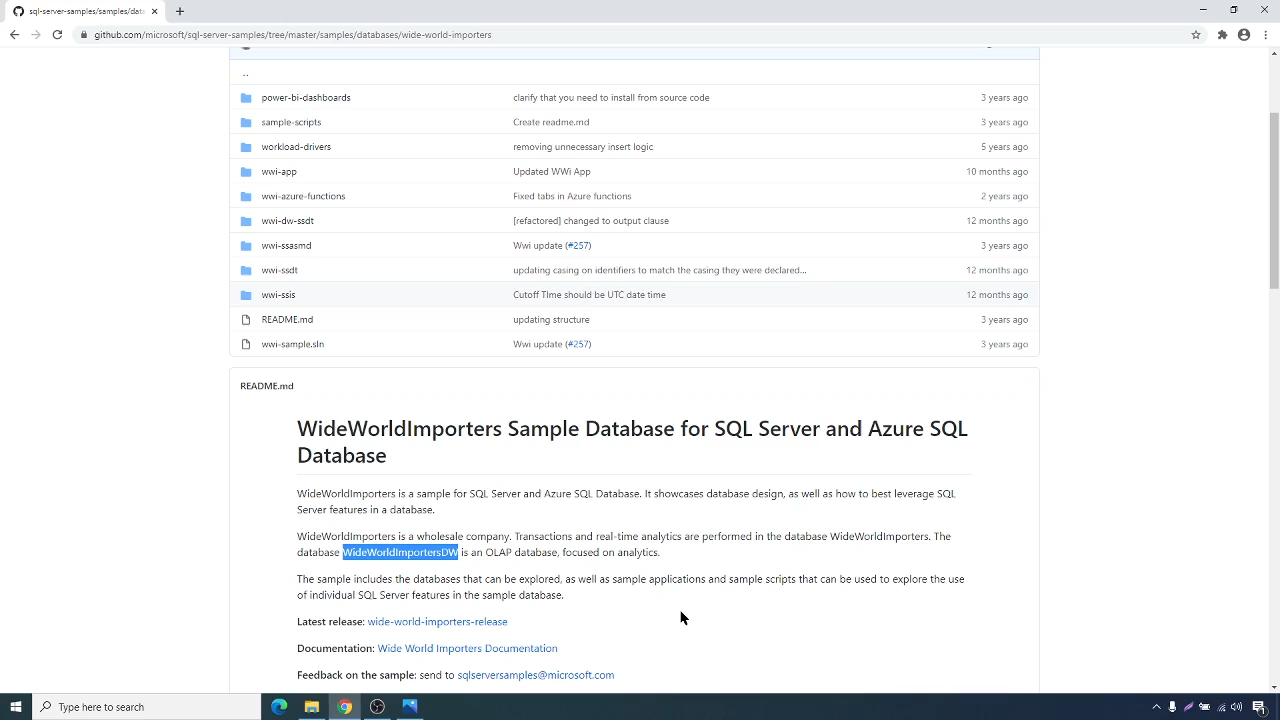 sql-server-samples/samples/data
github.com/microsoft/sql-server-samples/tree/master/samples/databases/wide-world-importers
..
power-bi-dashboards clarify that you need to install from source code 3 years ago
sample-scripts Create readme.md 3 years ago
workload-drivers removing unnecessary insert logic 5 years ago
wwi-app Updated WWi App 10 months ago
wwi-azure-functions Fixed tabs in Azure functions 2 years ago
wwi-dw-ssdt [refactored] changed to output clause 12 months ago
wwi-ssasmd Wwi update (#257) 3 years ago
wwi-ssdt updating casing on identifiers to match the casing they were declared... 12 months ago
wwi-ssis Cutoff TIme should be UTC date time 12 months ago
README.md updating structure 3 years ago
wwi-sample.sln Wwi update (#257) 3 years ago
README.md
WideWorldImporters Sample Database for SQL Server and Azure SQL
Database
WideWorldImporters is a sample for SQL Server and Azure SQL Database. It showcases database design, as well as how to best leverage SQL
Server features in a database.
WideWorldImporters is a wholesale company. Transactions and real-time analytics are performed in the database WideWorldImporters. The
database WideWorldImportersDW is an OLAP database, focused on analytics.
The sample includes the databases that can be explored, as well as sample applications and sample scripts that can be used to explore the use
of individual SQL Server features in the sample database.
Latest release: wide-world-importers-release
Documentation: Wide World Importers Documentation
Feedback on the sample: send to sqlserversamples@microsoft.com
Type here to search